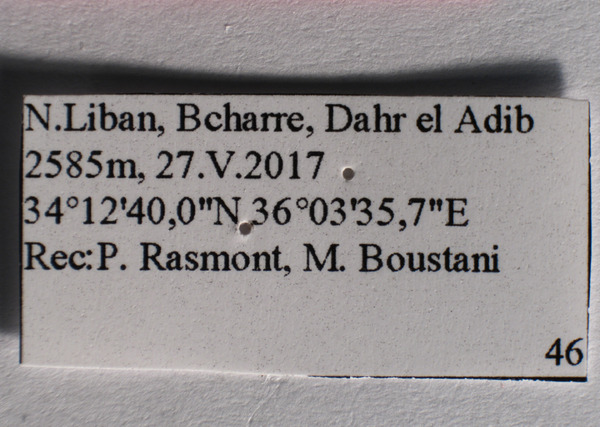 N.Liban, Bcharre, Dahr el Adib
2585m, 27.V.2017
34°12'40,0"N 36°03'35,7"E
Rec:P. Rasmont, M. Boustani
46